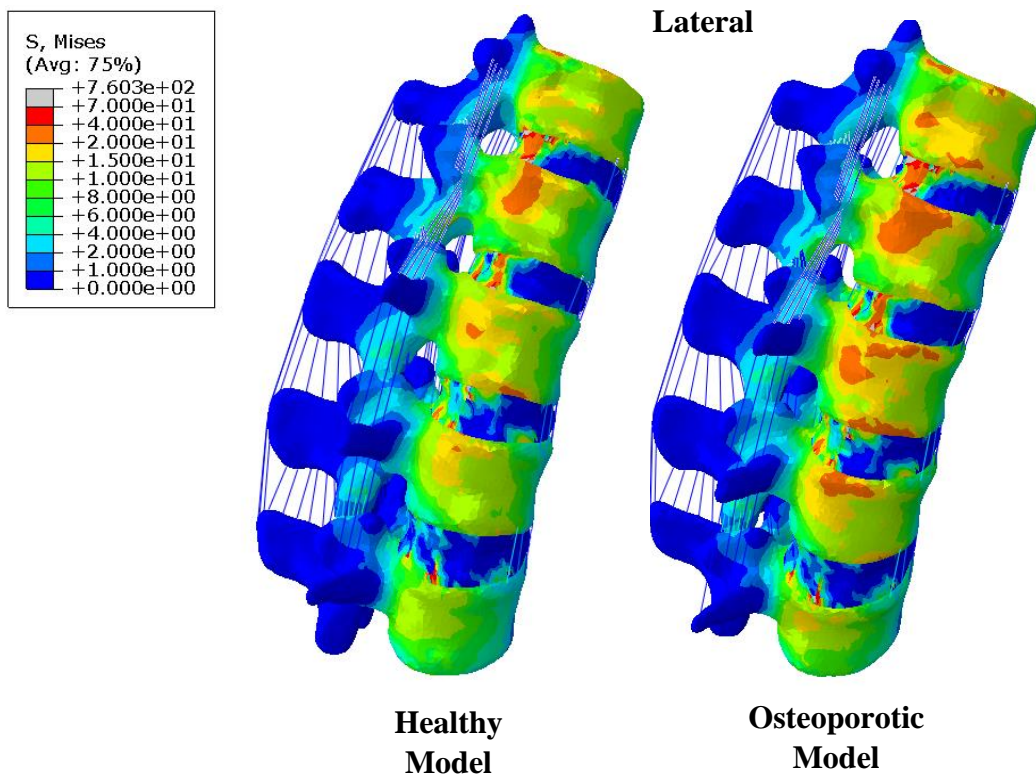 Lateral
S, Mises
(Avg: 75%)
+7.603e+02
+7.000e+01
+4.000e+01
+2.000e+01
+1.500e+01
+1.000e+01
+8.000e+00
+6.000e+00
+4.000e+00
+2.000e+00
+1.000e+00
+0.000e+00
Healthy
Model
Osteoporotic
Model